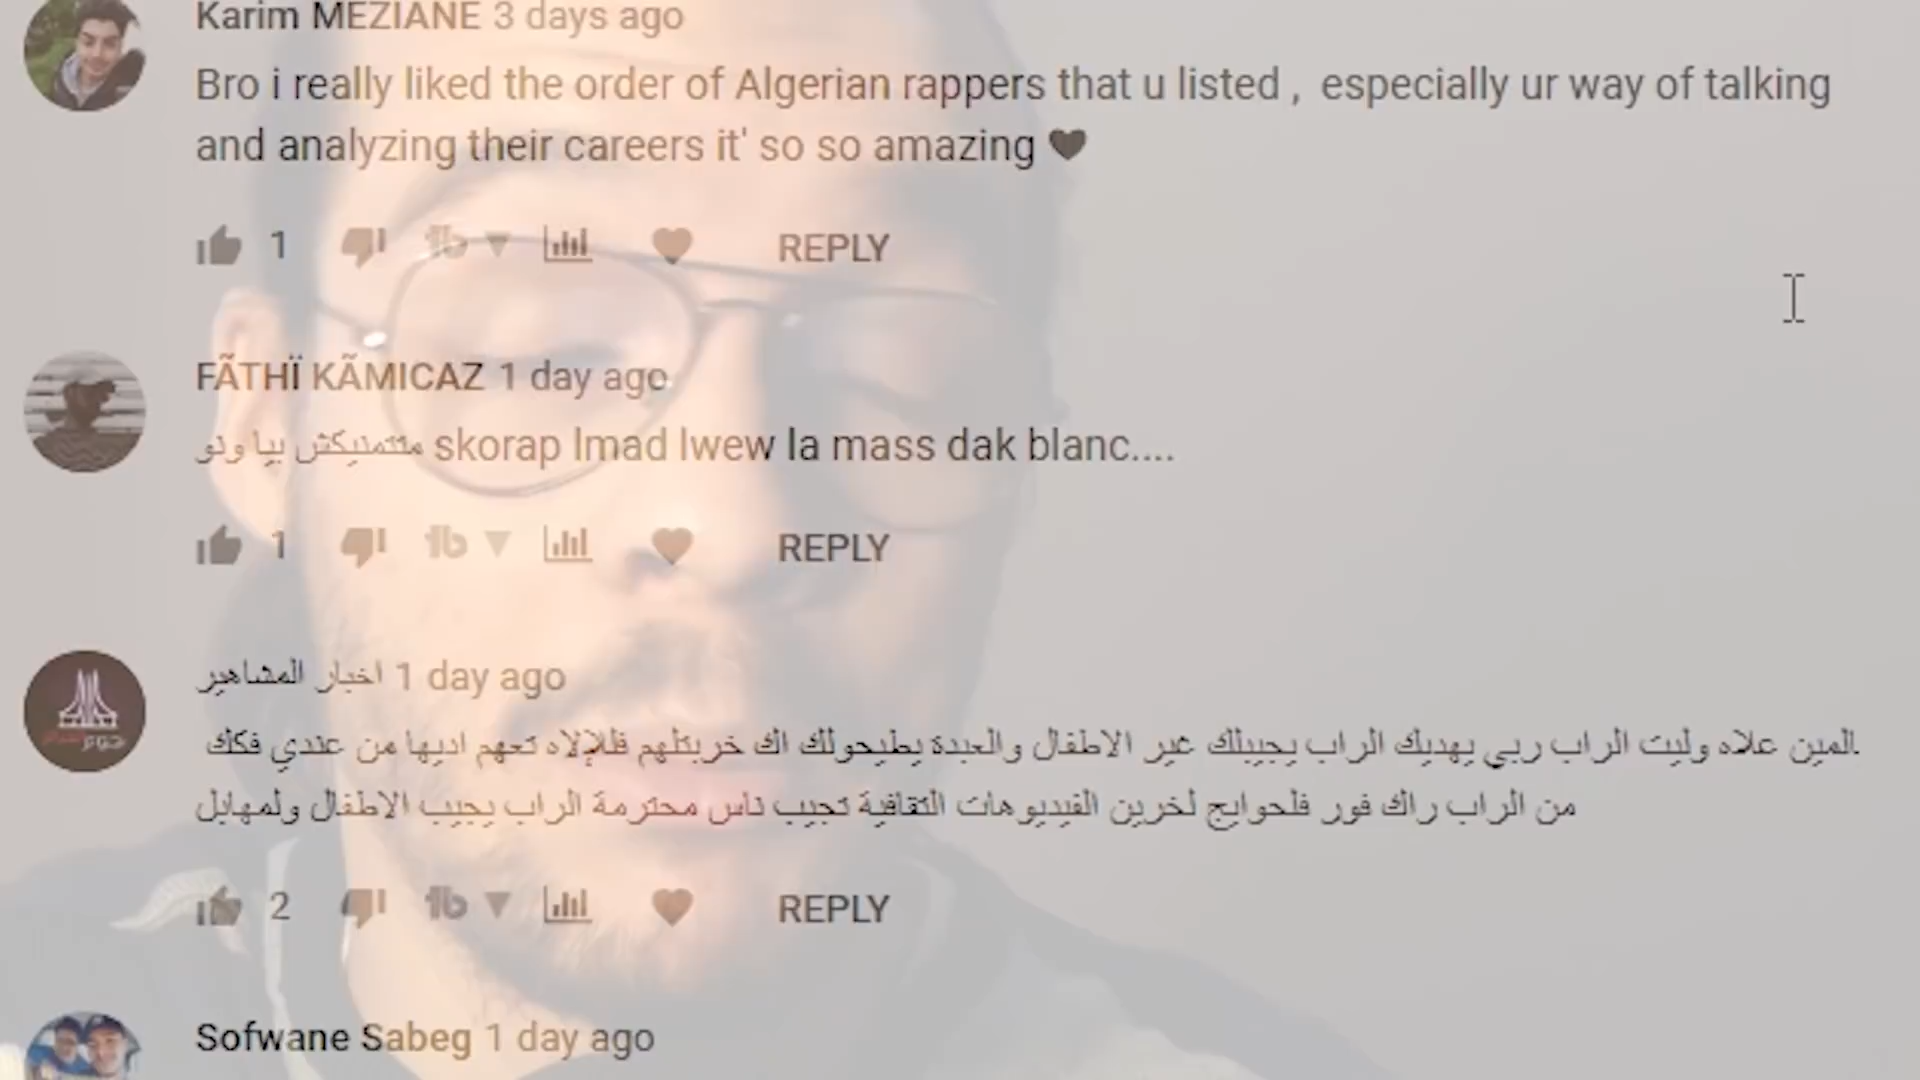 Karim MEZIANE 3 days ago
Bro i really liked the order of Algerian rappers that u listed , especially ur way of talking
and analyzing their careers it' so so amazing ♥
1 REPLY
FÃTHÏ KÃMICAZ 1 day ago
متتمنيكش بيا ونو skorap lmad lwew la mass dak blanc....
1 REPLY
اخبار المشاهير 1 day ago
المين علاه وليت الراب ربي يهديك الراب يجيبلك غير الاطفال والعبدة يطيحولك اك خربتلهم فلالالاه تعهم اديها من عندي فكك
من الراب راك فور فلحوايج لخرين الفيديوهات الثقافية تجيب ناس محترمة الراب يجيب الاطفال ولمهابل
2 REPLY
Sofwane Sabeg 1 day ago